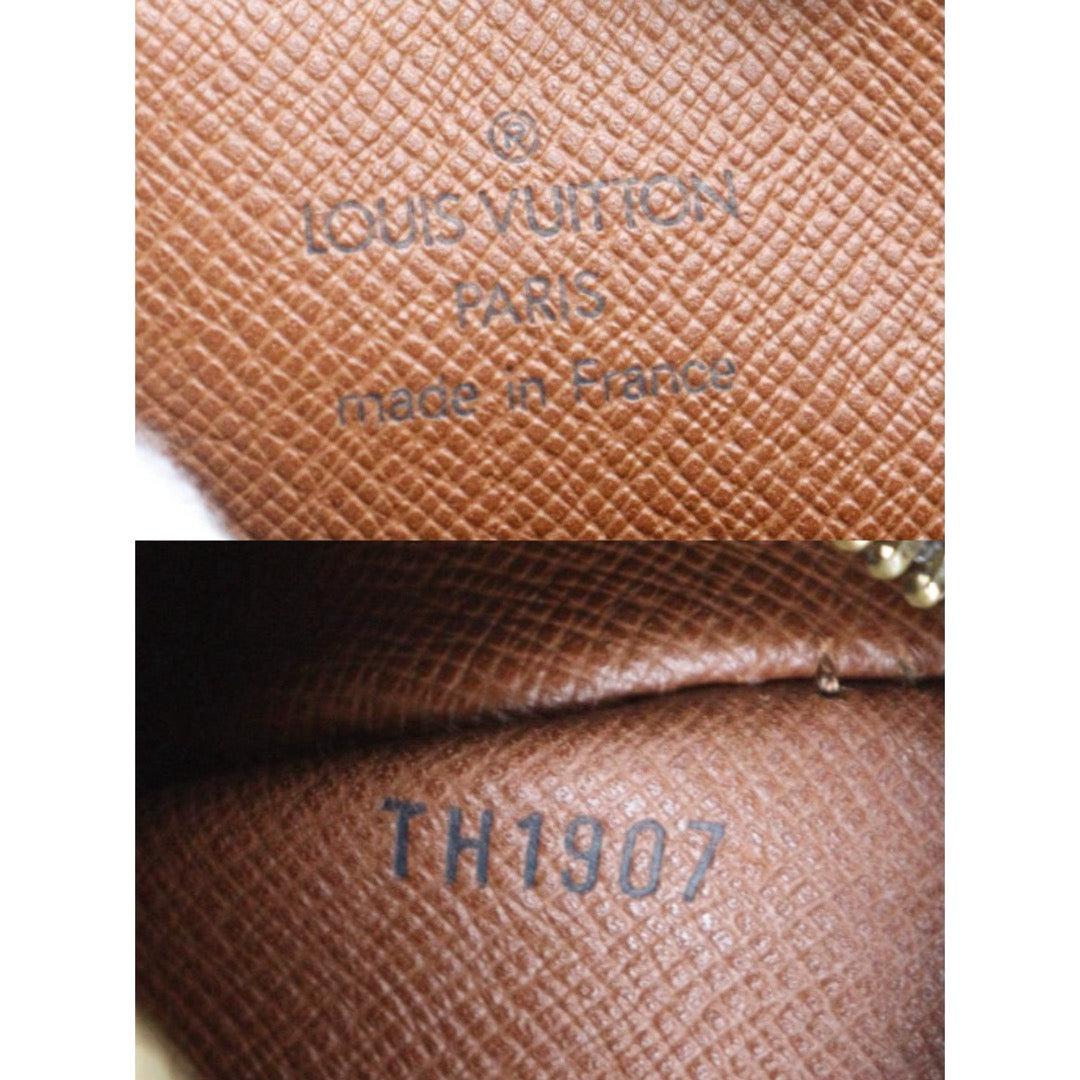 ®
LOUIS VUITTON
PARIS
made in France
TH1907